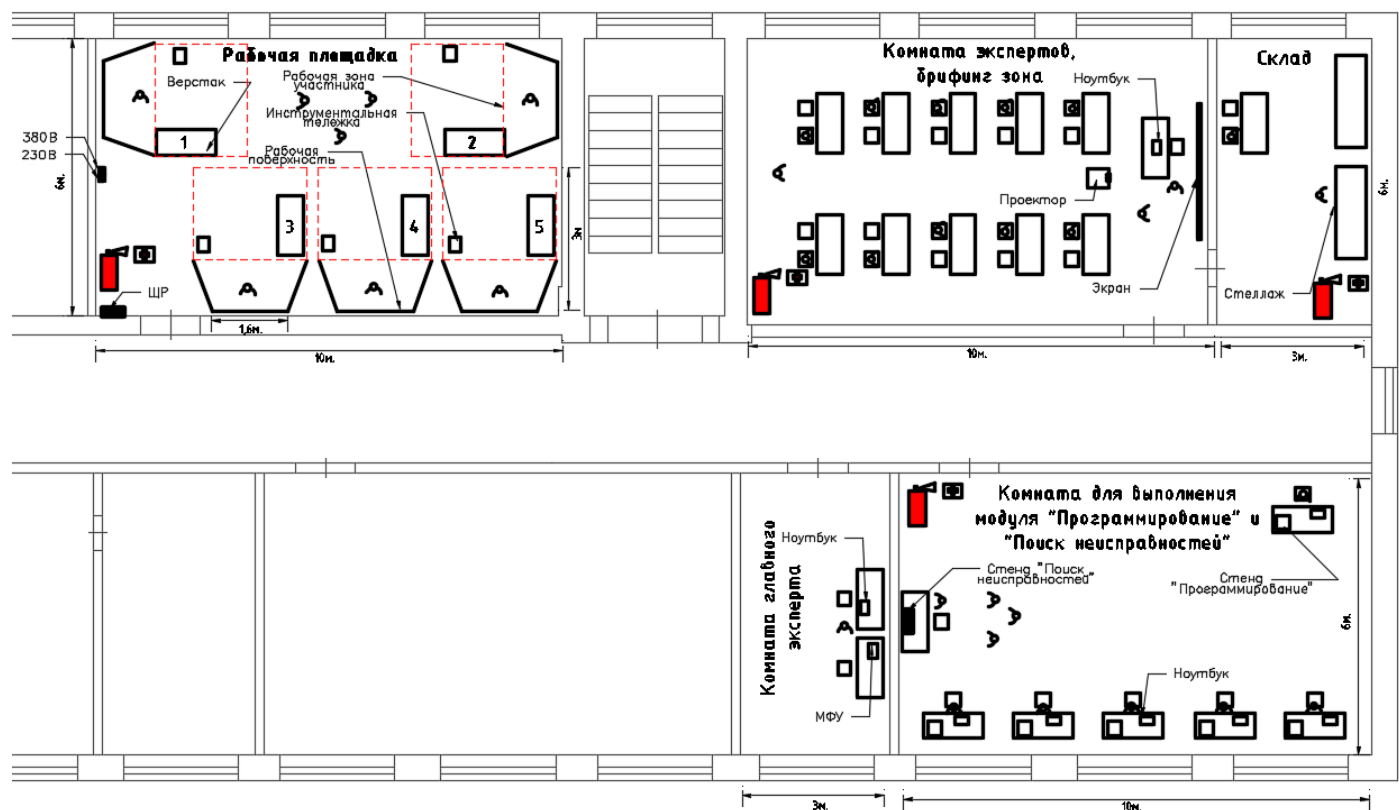 Рабочая площадка
Верстак
Рабочая зона
участника
Инструментальная
тележка
Рабочая
поверхность
380В
230В
6м.
1
2
3
4
5
3м
ЩР
1,6м.
10м.
Комната экспертов,
брифинг зона
Ноутбук
Проектор
Экран
10м.
Склад
Стеллаж
6м.
3м.
Комната главного
эксперта
Ноутбук
МФУ
3м.
Комната для выполнения
модуля "Программирование" и
"Поиск неисправностей"
Стенд "Поиск
неисправностей"
Стенд
"Программирование"
Ноутбук
6м.
10м.